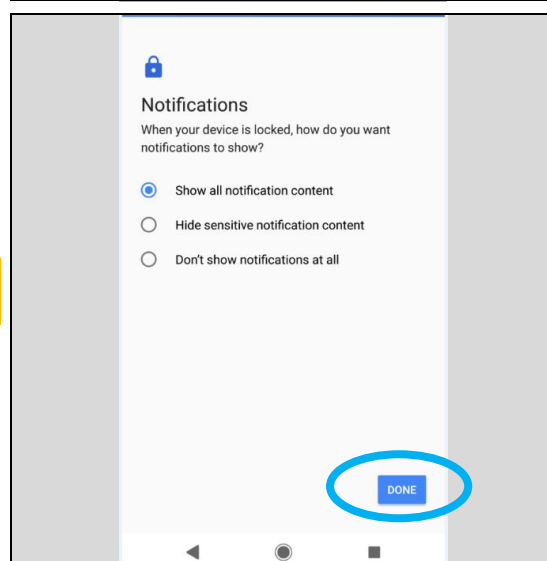 Notifications
When your device is locked, how do you want
notifications to show?
Show all notification content
Hide sensitive notification content
Don't show notifications at all
DONE